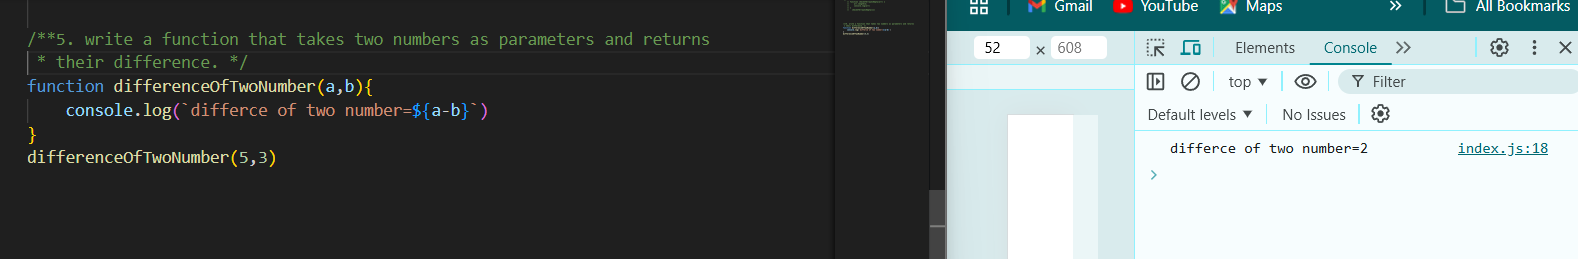 /**5. write a function that takes two numbers as parameters and returns
* their difference. */
function differenceOfTwoNumber(a,b){
console.log(`differce of two number=${a-b}`)
}
differenceOfTwoNumber(5,3)
Gmail YouTube Maps » All Bookmarks
52 x 608 Elements Console
top Filter
Default levels No Issues
differce of two number=2 index.js:18